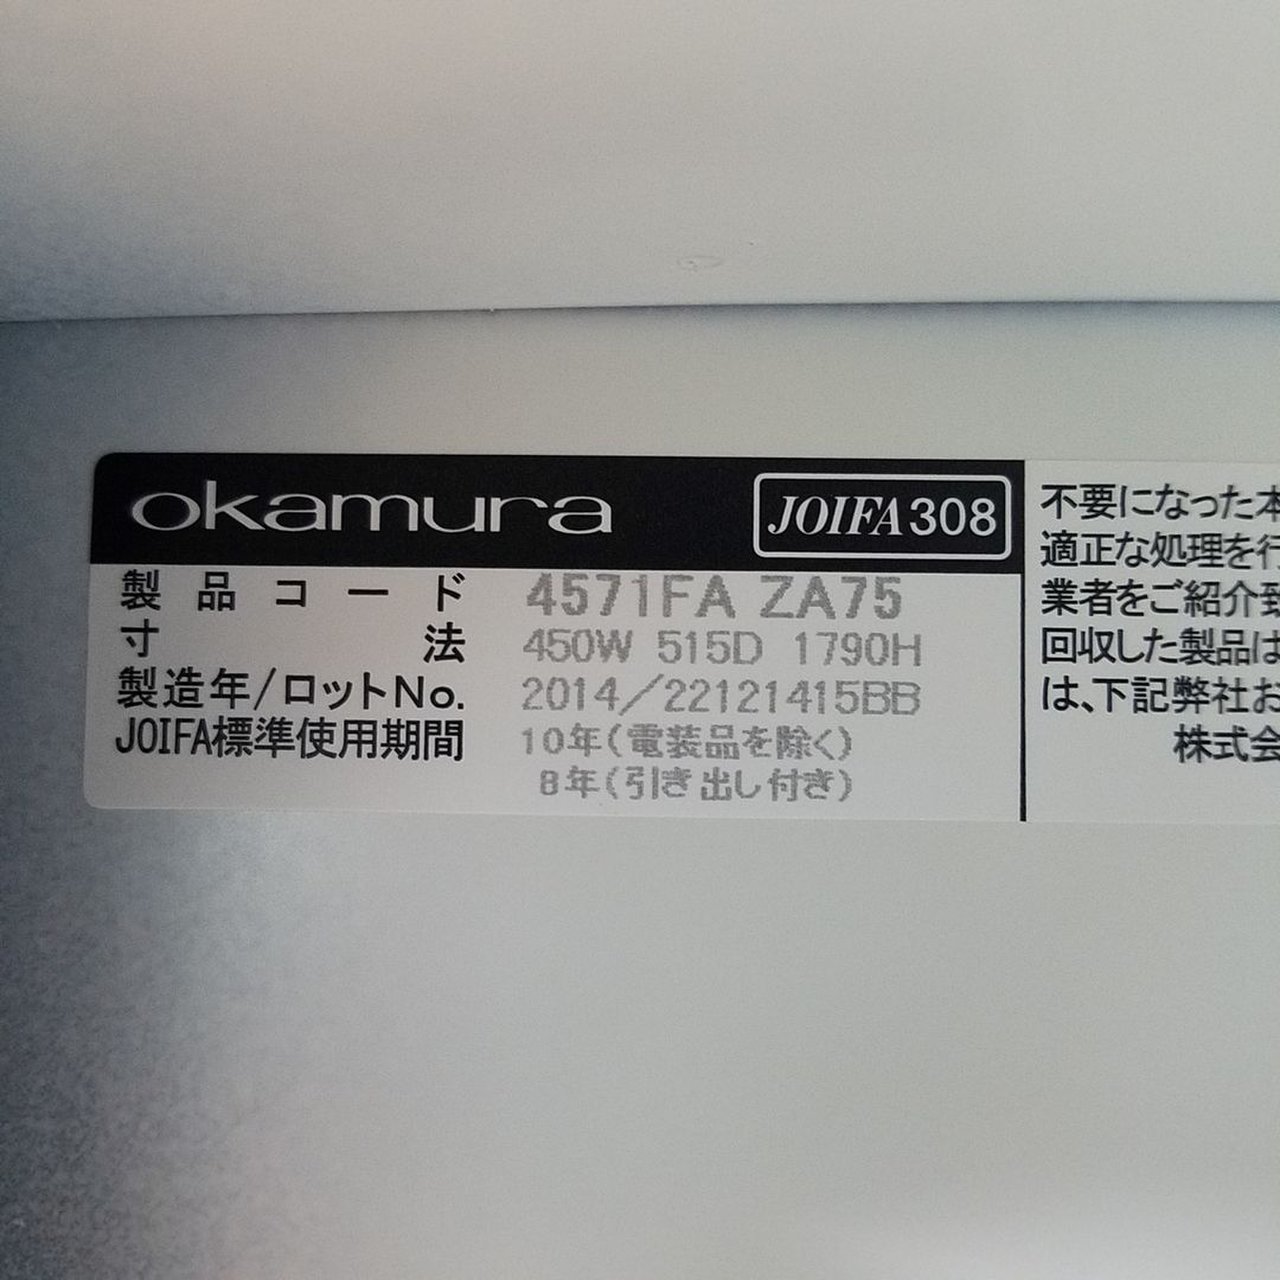 okamura JOIFA308
製品コード 4571FA ZA75
寸法 450W 515D 1790H
製造年/ロットNo. 2014/22121415BB
JOIFA標準使用期間 10年(電装品を除く)
8年(引き出し付き)
不要になった本
適正な処理を行
業者をご紹介致
回収した製品は
は、下記弊社お
株式会